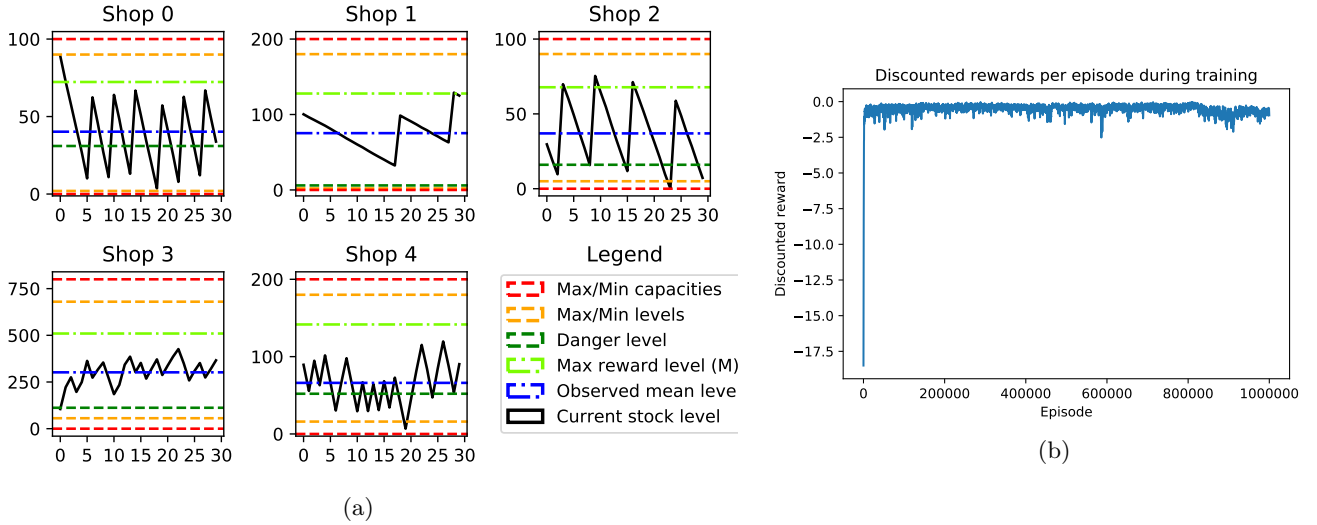 Shop 0
Shop 1
Shop 2
100
50
0
0 5 10 15 20 25 30
200
100
0
0 5 10 15 20 25 30
100
50
0
0 5 10 15 20 25 30
Shop 3
Shop 4
Legend
750
500
250
0
0 5 10 15 20 25 30
200
100
0
0 5 10 15 20 25 30
Max/Min capacities
Max/Min levels
Danger level
Max reward level (M)
Observed mean leve
Current stock level
(a)
Discounted rewards per episode during training
Discounted reward
0.0
−2.5
−5.0
−7.5
−10.0
−12.5
−15.0
−17.5
0 200000 400000 600000 800000 1000000
Episode
(b)